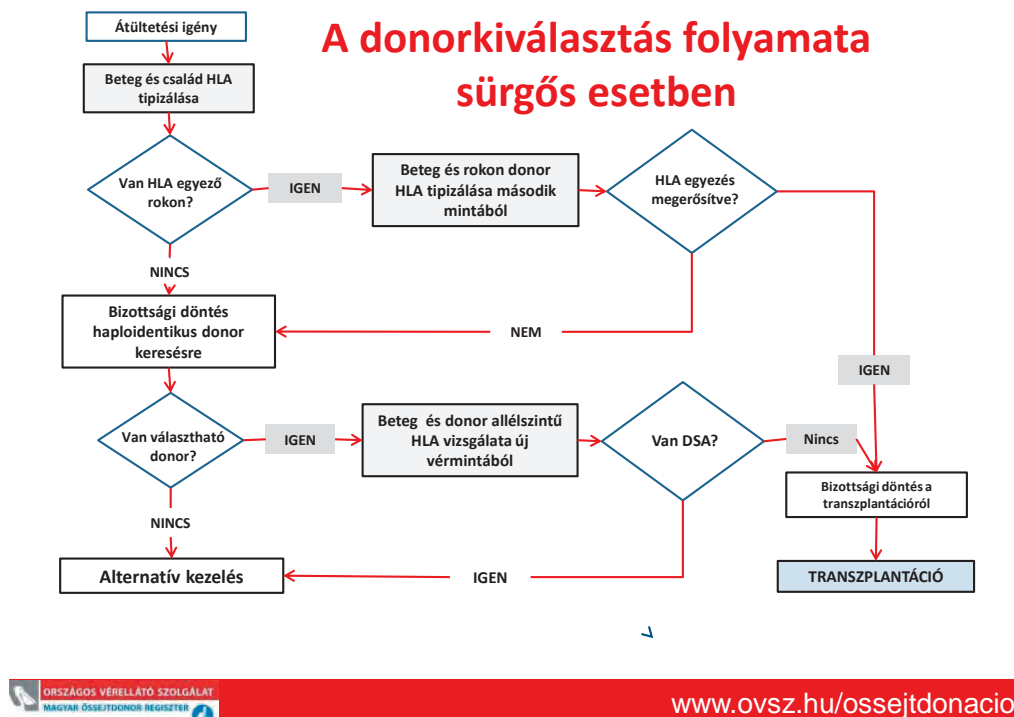 Átültetési igény
A donorkiválasztás folyamata
sürgős esetben
Beteg és család HLA
tipizálása
Van HLA egyező
rokon?
IGEN
Beteg és rokon donor
HLA tipizálása második
mintából
HLA egyezés
megerősítve?
NINCS
Bizottsági döntés
haploidentikus donor
keresésre
NEM
IGEN
Van választható
donor?
IGEN
Beteg és donor allélszintű
HLA vizsgálata új
vérmintából
Van DSA?
Nincs
Bizottsági döntés a
transzplantációról
NINCS
Alternatív kezelés
IGEN
TRANSZPLANTÁCIÓ
ORSZÁGOS VÉRELLÁTÓ SZOLGÁLAT
MAGYAR ŐSSEJTDONOR REGISZTER
www.ovsz.hu/ossejtdonacio